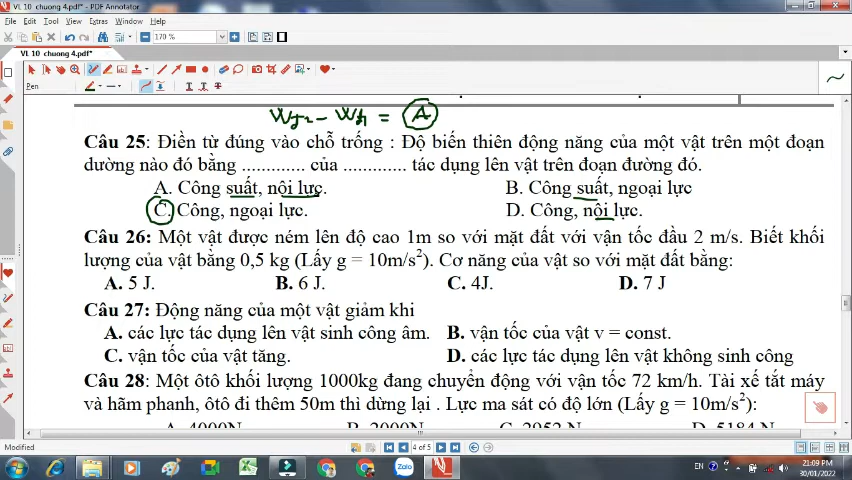 VL 10 chuong 4.pdf* - PDF Annotator
File Edit Tool View Extras Window Help
170 %
VL 10 chuong 4.pdf*
Pen
Wđ2 - Wđ1 = A
Câu 25: Điền từ đúng vào chỗ trống : Độ biến thiên động năng của một vật trên một đoạn
đường nào đó bằng ............. của ............. tác dụng lên vật trên đoạn đường đó.
A. Công suất, nội lực. B. Công suất, ngoại lực
C. Công, ngoại lực. D. Công, nội lực.
Câu 26: Một vật được ném lên độ cao 1m so với mặt đất với vận tốc đầu 2 m/s. Biết khối
lượng của vật bằng 0,5 kg (Lấy g = 10m/s²). Cơ năng của vật so với mặt đất bằng:
A. 5 J. B. 6 J. C. 4J. D. 7 J
Câu 27: Động năng của một vật giảm khi
A. các lực tác dụng lên vật sinh công âm. B. vận tốc của vật v = const.
C. vận tốc của vật tăng. D. các lực tác dụng lên vật không sinh công
Câu 28: Một ôtô khối lượng 1000kg đang chuyển động với vận tốc 72 km/h. Tài xế tắt máy
và hãm phanh, ôtô đi thêm 50m thì dừng lại . Lực ma sát có độ lớn (Lấy g = 10m/s²):
A. 4000N B. 2000N C. 2952 N D. 5184 N
Modified 4 of 5
Zalo EN 21:09 PM
30/01/2022